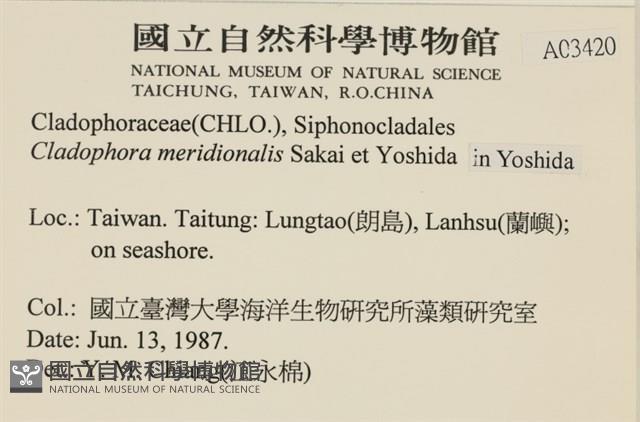 國立自然科學博物館
A03420
NATIONAL MUSEUM OF NATURAL SCIENCE
TAICHUNG, TAIWAN, R.O.CHINA
Cladophoraceae(CHLO.), Siphonocladales
Cladophora meridionalis Sakai et Yoshida in Yoshida
Loc.: Taiwan. Taitung: Lungtao(朗島), Lanhsu(蘭嶼);
on seashore.
Col.: 國立臺灣大學海洋生物研究所藻類研究室
Date: Jun. 13, 1987.
Y. M. Chiang(江永棉)
國立自然科學博物館
NATIONAL MUSEUM OF NATURAL SCIENCE